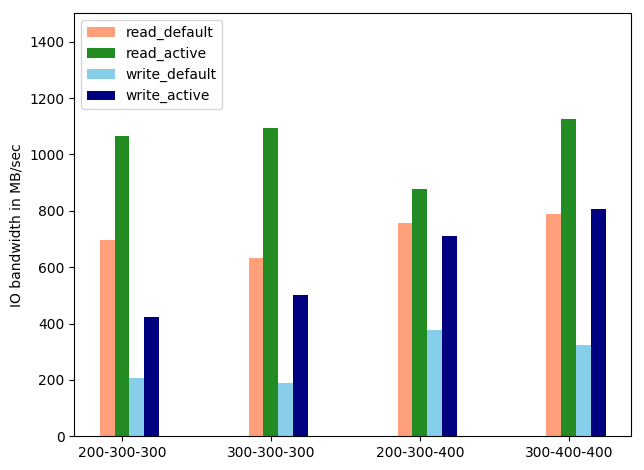 1400
1200
1000
800
600
400
200
0
IO bandwidth in MB/sec
read_default
read_active
write_default
write_active
200-300-300
300-300-300
200-300-400
300-400-400